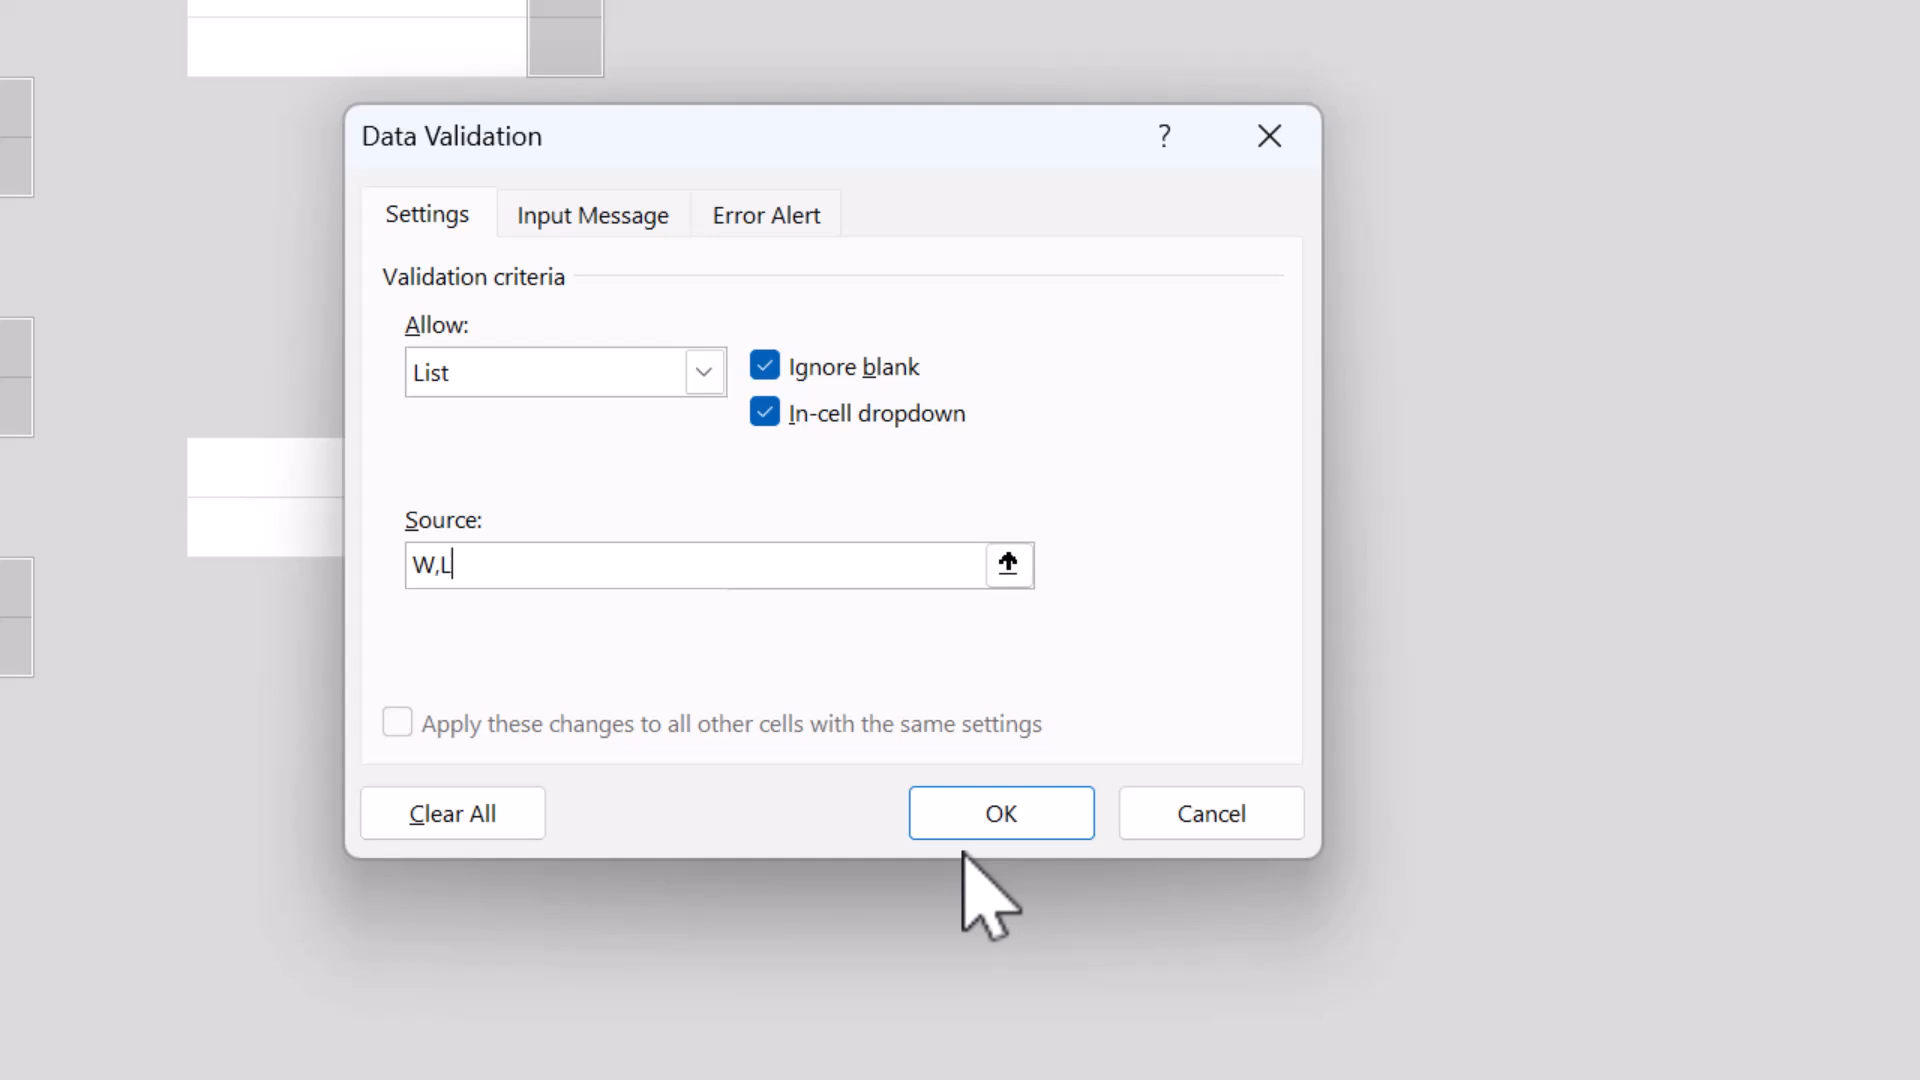 Data Validation ?
Settings Input Message Error Alert
Validation criteria
Allow:
List
Ignore blank
In-cell dropdown
Source:
W,L
Apply these changes to all other cells with the same settings
Clear All OK Cancel